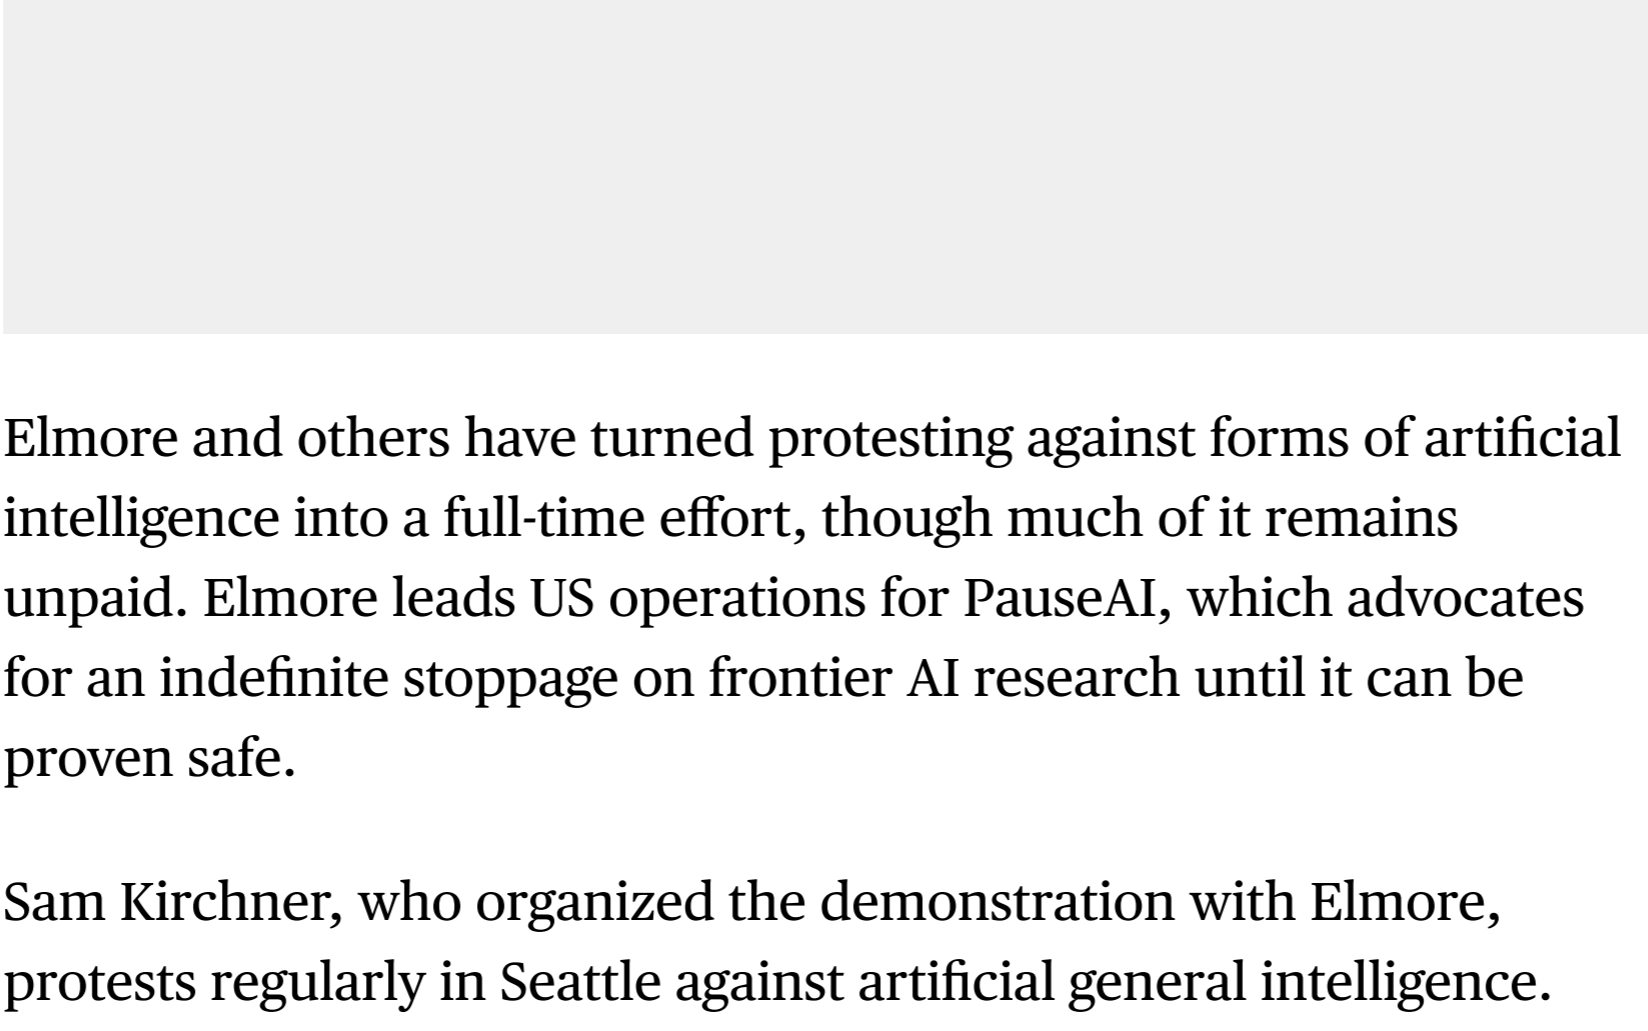 Elmore and others have turned protesting against forms of artificial
intelligence into a full-time effort, though much of it remains
unpaid. Elmore leads US operations for PauseAI, which advocates
for an indefinite stoppage on frontier AI research until it can be
proven safe.
Sam Kirchner, who organized the demonstration with Elmore,
protests regularly in Seattle against artificial general intelligence.